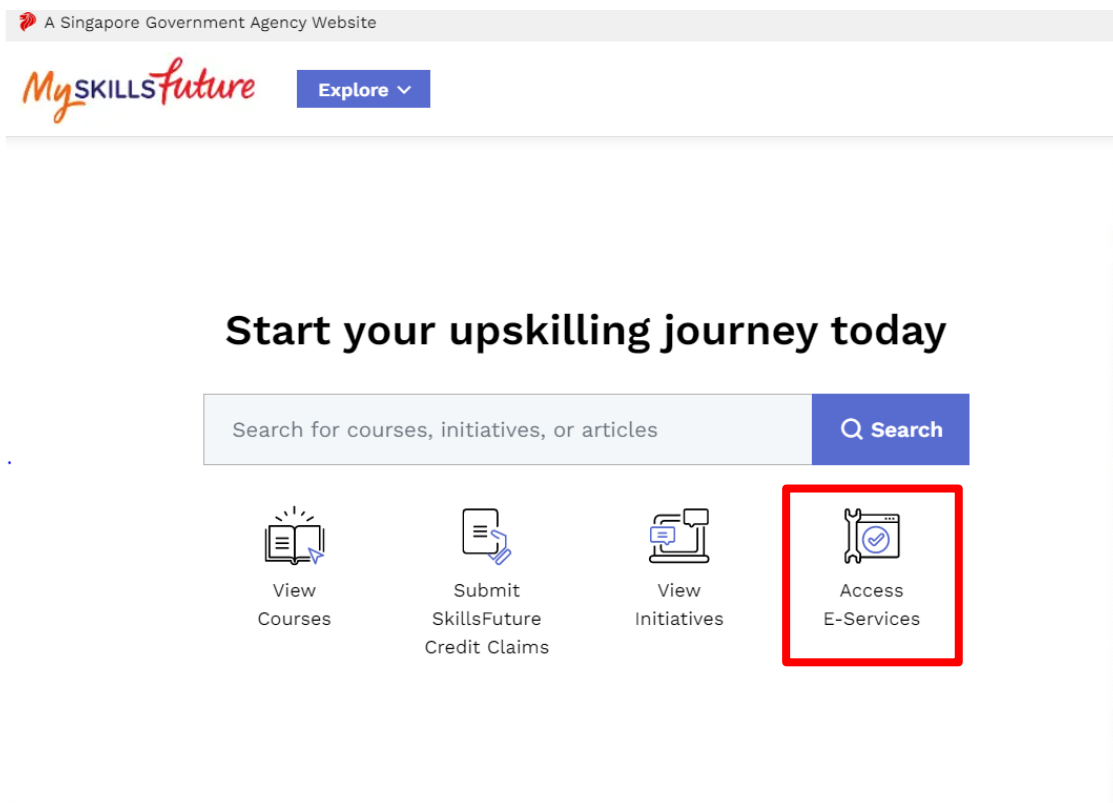 A Singapore Government Agency Website
MySKILLSfuture
Explore
Start your upskilling journey today
Search for courses, initiatives, or articles
Search
View
Courses
Submit
SkillsFuture
Credit Claims
View
Initiatives
Access
E-Services